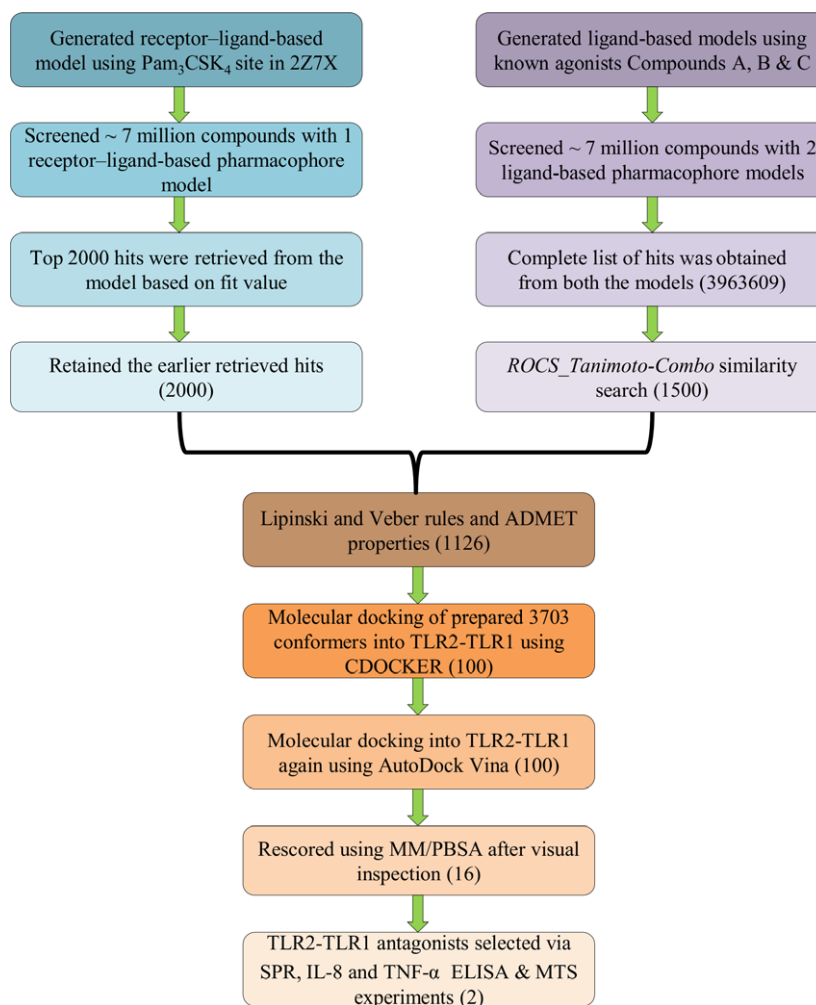 Generated receptor–ligand-based
model using Pam₃CSK₄ site in 2Z7X
Screened ~ 7 million compounds with 1
receptor–ligand-based pharmacophore
model
Top 2000 hits were retrieved from the
model based on fit value
Retained the earlier retrieved hits
(2000)
Generated ligand-based models using
known agonists Compounds A, B & C
Screened ~ 7 million compounds with 2
ligand-based pharmacophore models
Complete list of hits was obtained
from both the models (3963609)
ROCS_Tanimoto-Combo similarity
search (1500)
Lipinski and Veber rules and ADMET
properties (1126)
Molecular docking of prepared 3703
conformers into TLR2-TLR1 using
CDOCKER (100)
Molecular docking into TLR2-TLR1
again using AutoDock Vina (100)
Rescored using MM/PBSA after visual
inspection (16)
TLR2-TLR1 antagonists selected via
SPR, IL-8 and TNF-α ELISA & MTS
experiments (2)